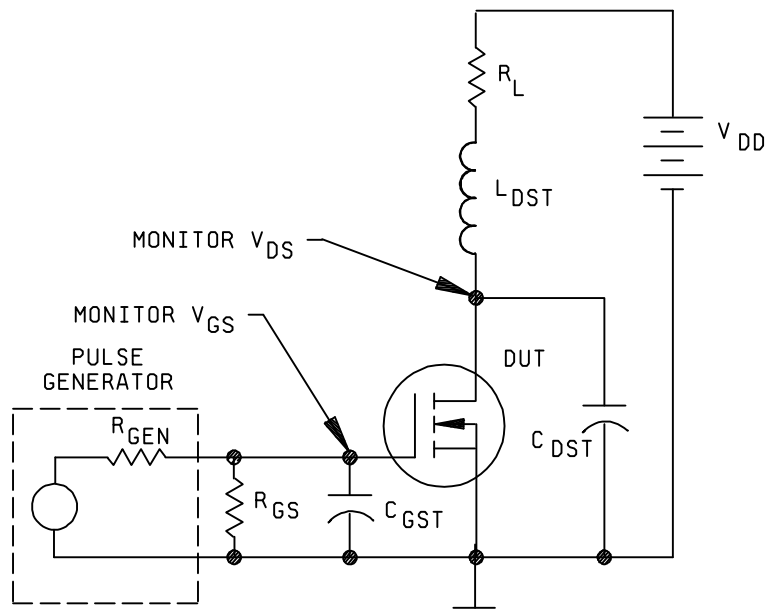 R_L
V_DD
L_DST
MONITOR V_DS
MONITOR V_GS
PULSE
GENERATOR
DUT
R_GEN
C_DST
R_GS
C_GST